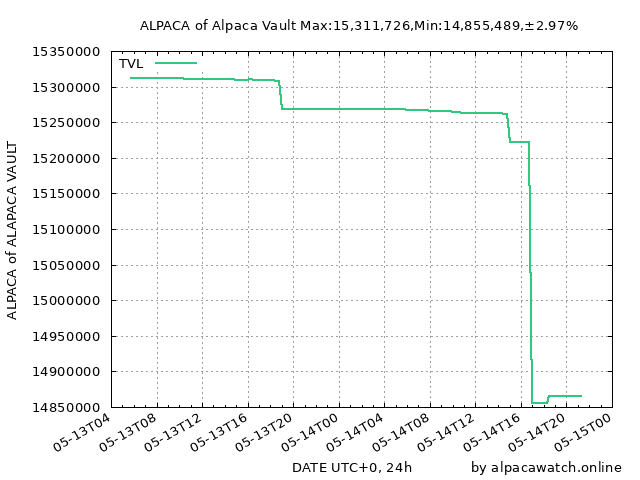 ALPACA of Alpaca Vault Max:15,311,726,Min:14,855,489,±2.97%
TVL
15350000
15300000
15250000
15200000
15150000
15100000
15050000
15000000
14950000
14900000
14850000
ALPACA of ALAPACA VAULT
05-13T04
05-13T08
05-13T12
05-13T16
05-13T20
05-14T00
05-14T04
05-14T08
05-14T12
05-14T16
05-14T20
05-15T00
DATE UTC+0, 24h
by alpacawatch.online